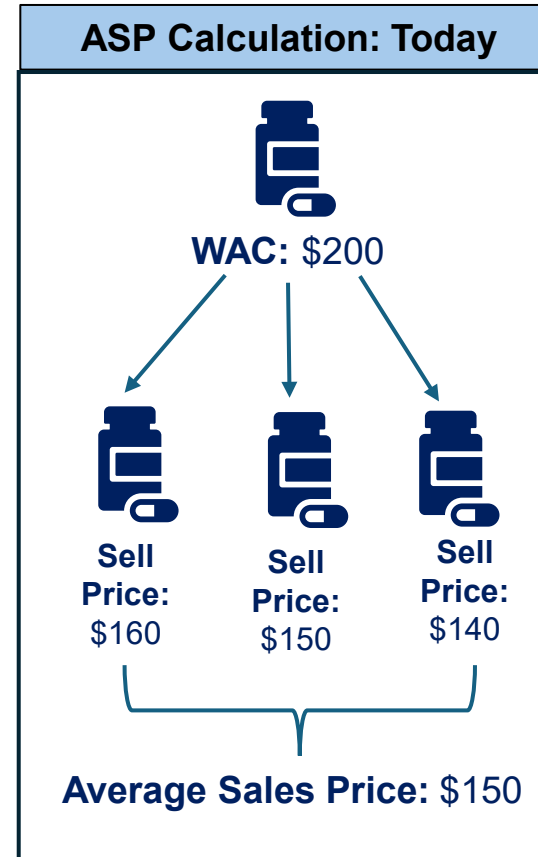 ASP Calculation: Today
WAC: $200
Sell
Price:
$160
Sell
Price:
$150
Sell
Price:
$140
Average Sales Price: $150